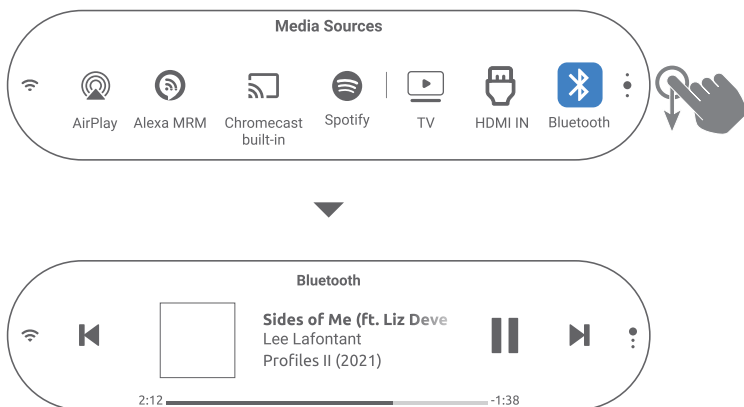 Media Sources
AirPlay
Alexa MRM
Chromecast
built-in
Spotify
TV
HDMI IN
Bluetooth
Bluetooth
Sides of Me (ft. Liz Deve
Lee Lafontant
Profiles II (2021)
2:12
-1:38